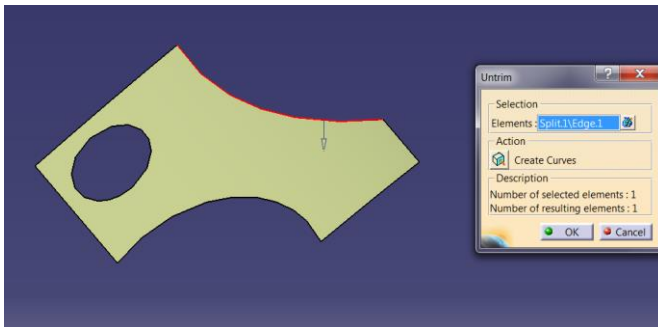 Untrim
? X
Selection
Elements : Split.1\Edge.1
Action
Create Curves
Description
Number of selected elements : 1
Number of resulting elements : 1
OK Cancel